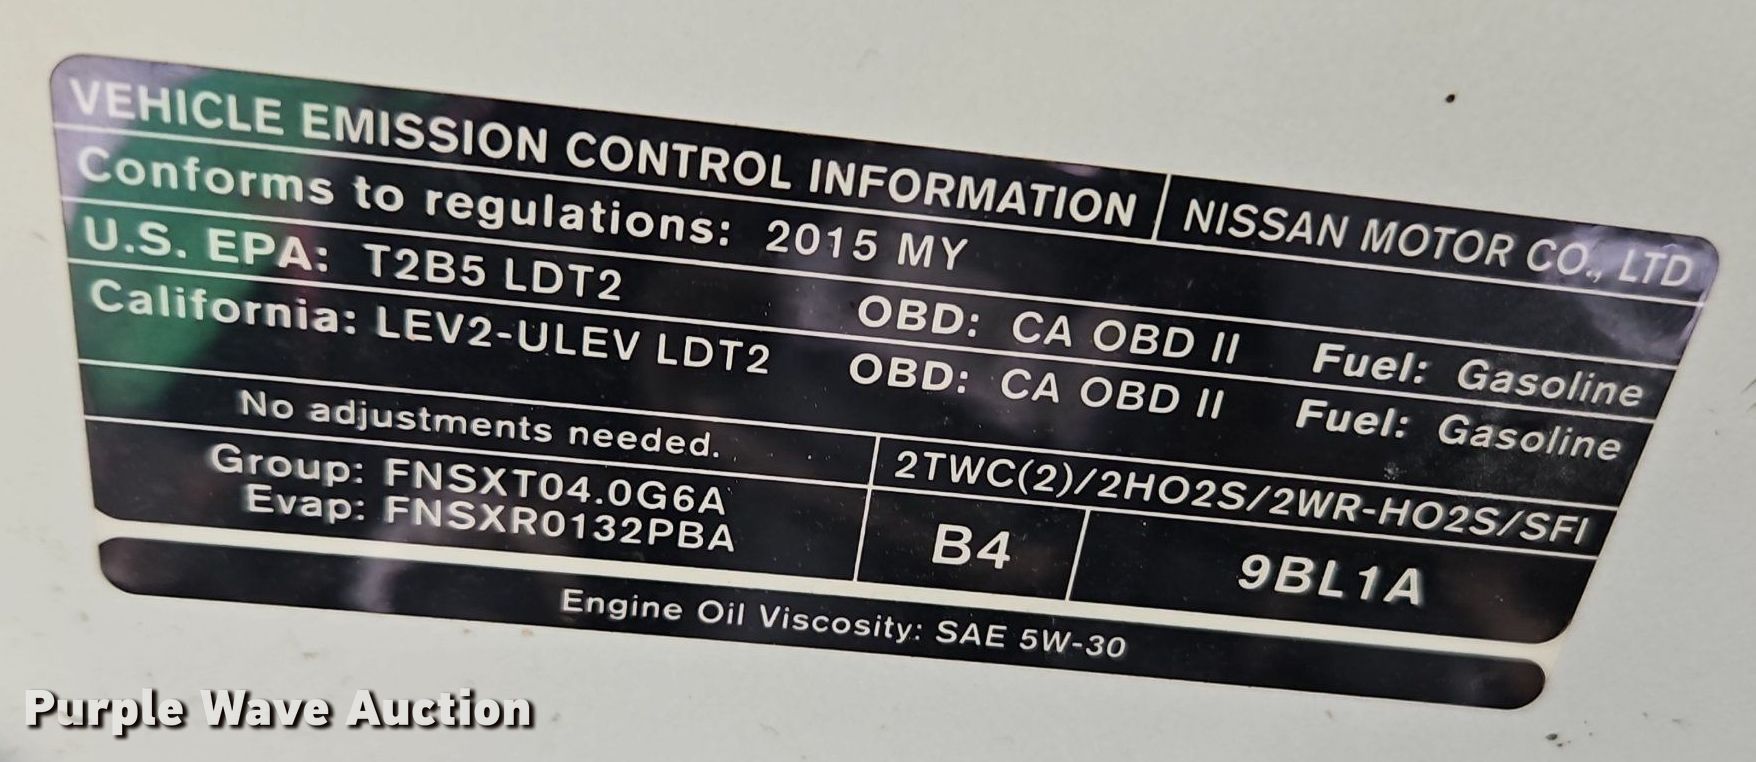 VEHICLE EMISSION CONTROL INFORMATION NISSAN MOTOR CO., LTD
Conforms to regulations: 2015 MY
U.S. EPA: T2B5 LDT2 OBD: CA OBD II Fuel: Gasoline
California: LEV2-ULEV LDT2 OBD: CA OBD II Fuel: Gasoline
No adjustments needed. 2TWC(2)/2HO2S/2WR-HO2S/SFI
Group: FNSXT04.0G6A
Evap: FNSXR0132PBA
B4 9BL1A
Engine Oil Viscosity: SAE 5W-30
Purple Wave Auction